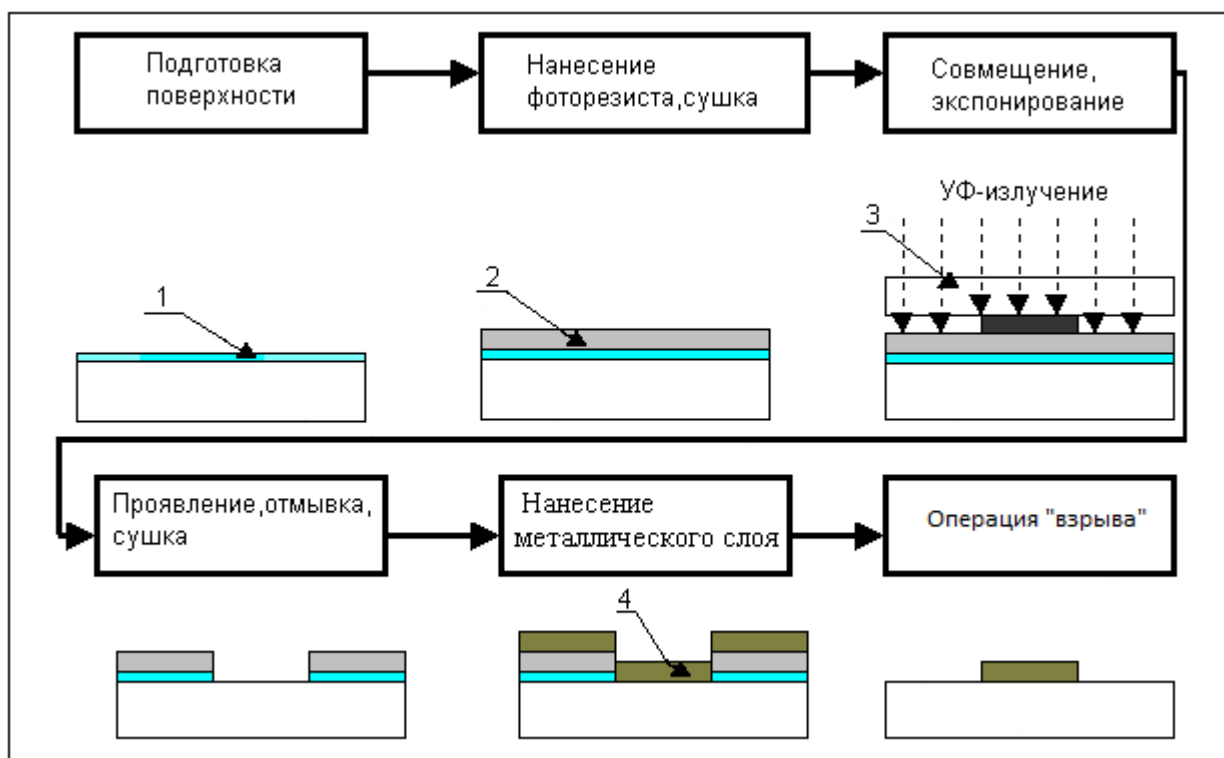 Подготовка
поверхности
Нанесение
фоторезиста,сушка
Совмещение,
экспонирование
УФ-излучение
1
2
3
Проявление,отмывка,
сушка
Нанесение
металлического слоя
Операция "взрыва"
4